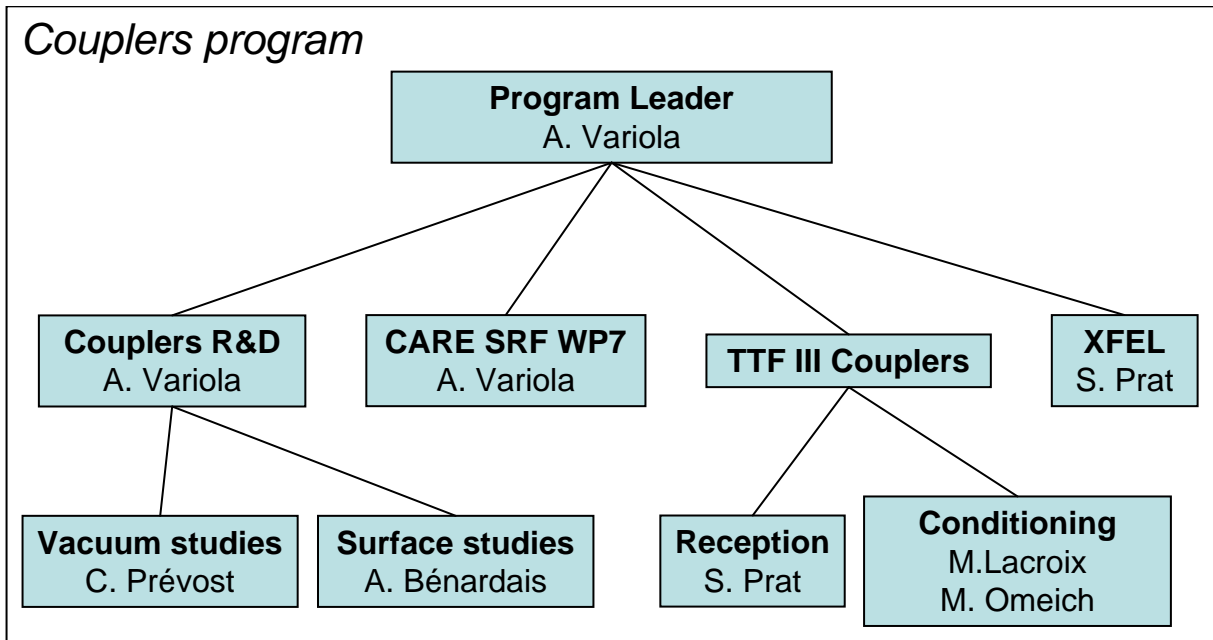 Couplers program
Program Leader
A. Variola
Couplers R&D
A. Variola
CARE SRF WP7
A. Variola
TTF III Couplers
XFEL
S. Prat
Vacuum studies
C. Prévost
Surface studies
A. Bénardais
Reception
S. Prat
Conditioning
M.Lacroix
M. Omeich